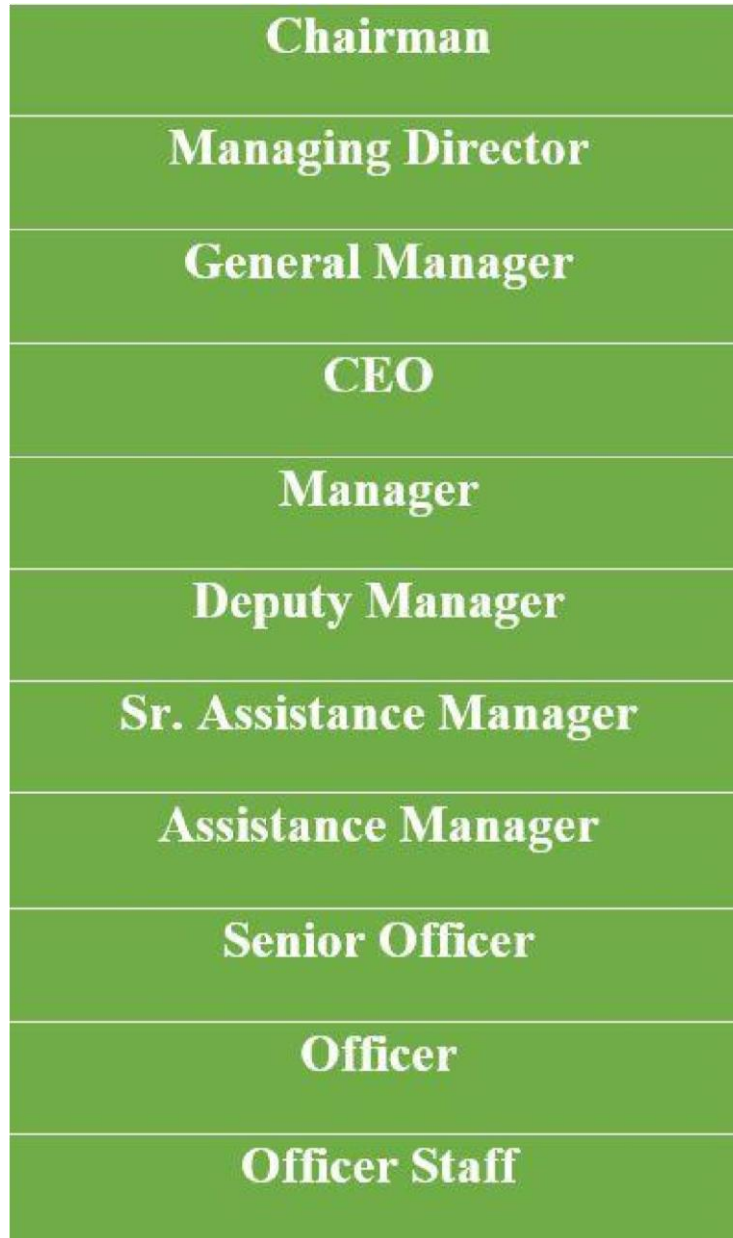 Chairman
Managing Director
General Manager
CEO
Manager
Deputy Manager
Sr. Assistance Manager
Assistance Manager
Senior Officer
Officer
Officer Staff